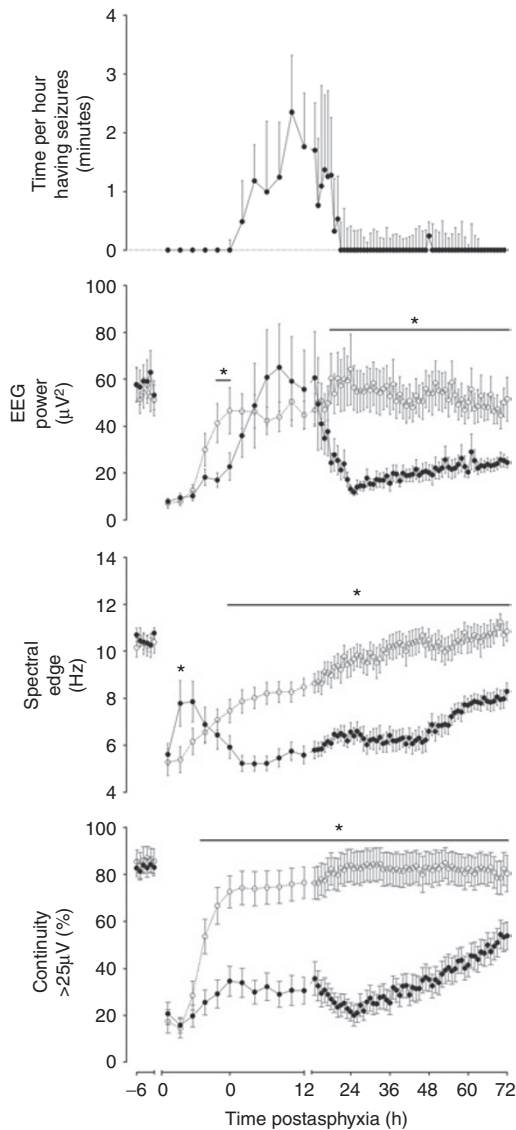 Time per hour
having seizures
(minutes)
4
3
2
1
0
EEG
power
(µV²)
100
80
60
40
20
0
*
*
Spectral
edge
(Hz)
14
12
10
8
6
4
*
*
Continuity
>25µV (%)
100
80
60
40
20
0
*
–6 0 0 12 24 36 48 60 72
Time postasphyxia (h)